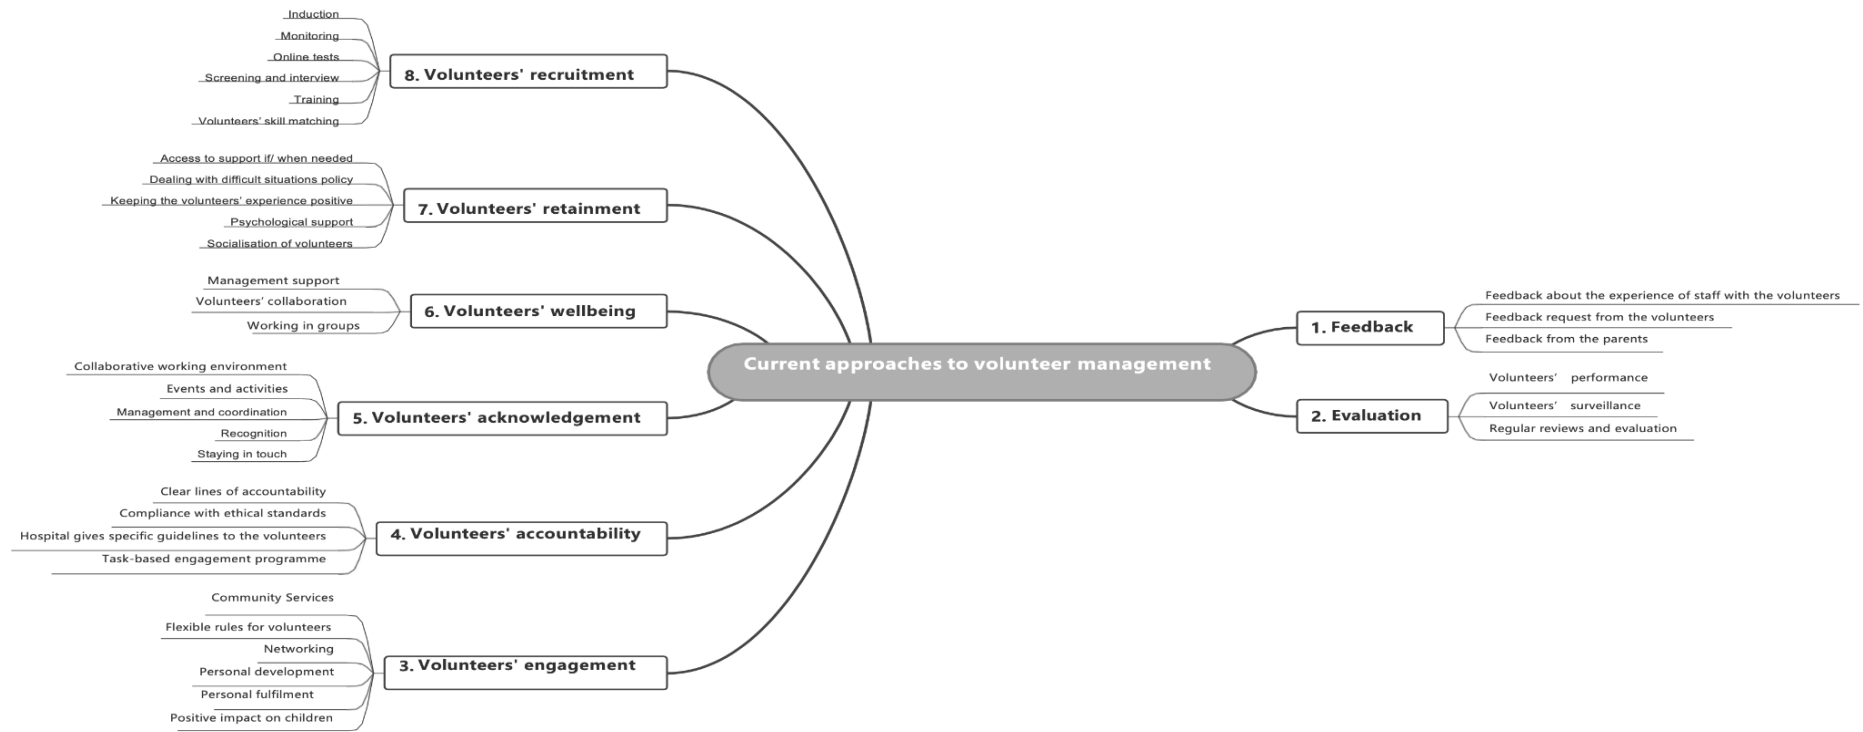 Induction
Monitoring
Online tests
Screening and interview
Training
Volunteers' skill matching
8. Volunteers' recruitment
Access to support if/ when needed
Dealing with difficult situations policy
Keeping the volunteers' experience positive
Psychological support
Socialisation of volunteers
7. Volunteers' retainment
Management support
Volunteers' collaboration
Working in groups
6. Volunteers' wellbeing
Collaborative working environment
Events and activities
Management and coordination
Recognition
Staying in touch
5. Volunteers' acknowledgement
Clear lines of accountability
Compliance with ethical standards
Hospital gives specific guidelines to the volunteers
Task-based engagement programme
4. Volunteers' accountability
Community Services
Flexible rules for volunteers
Networking
Personal development
Personal fulfilment
Positive impact on children
3. Volunteers' engagement
Current approaches to volunteer management
1. Feedback
Feedback about the experience of staff with the volunteers
Feedback request from the volunteers
Feedback from the parents
2. Evaluation
Volunteers' performance
Volunteers' surveillance
Regular reviews and evaluation